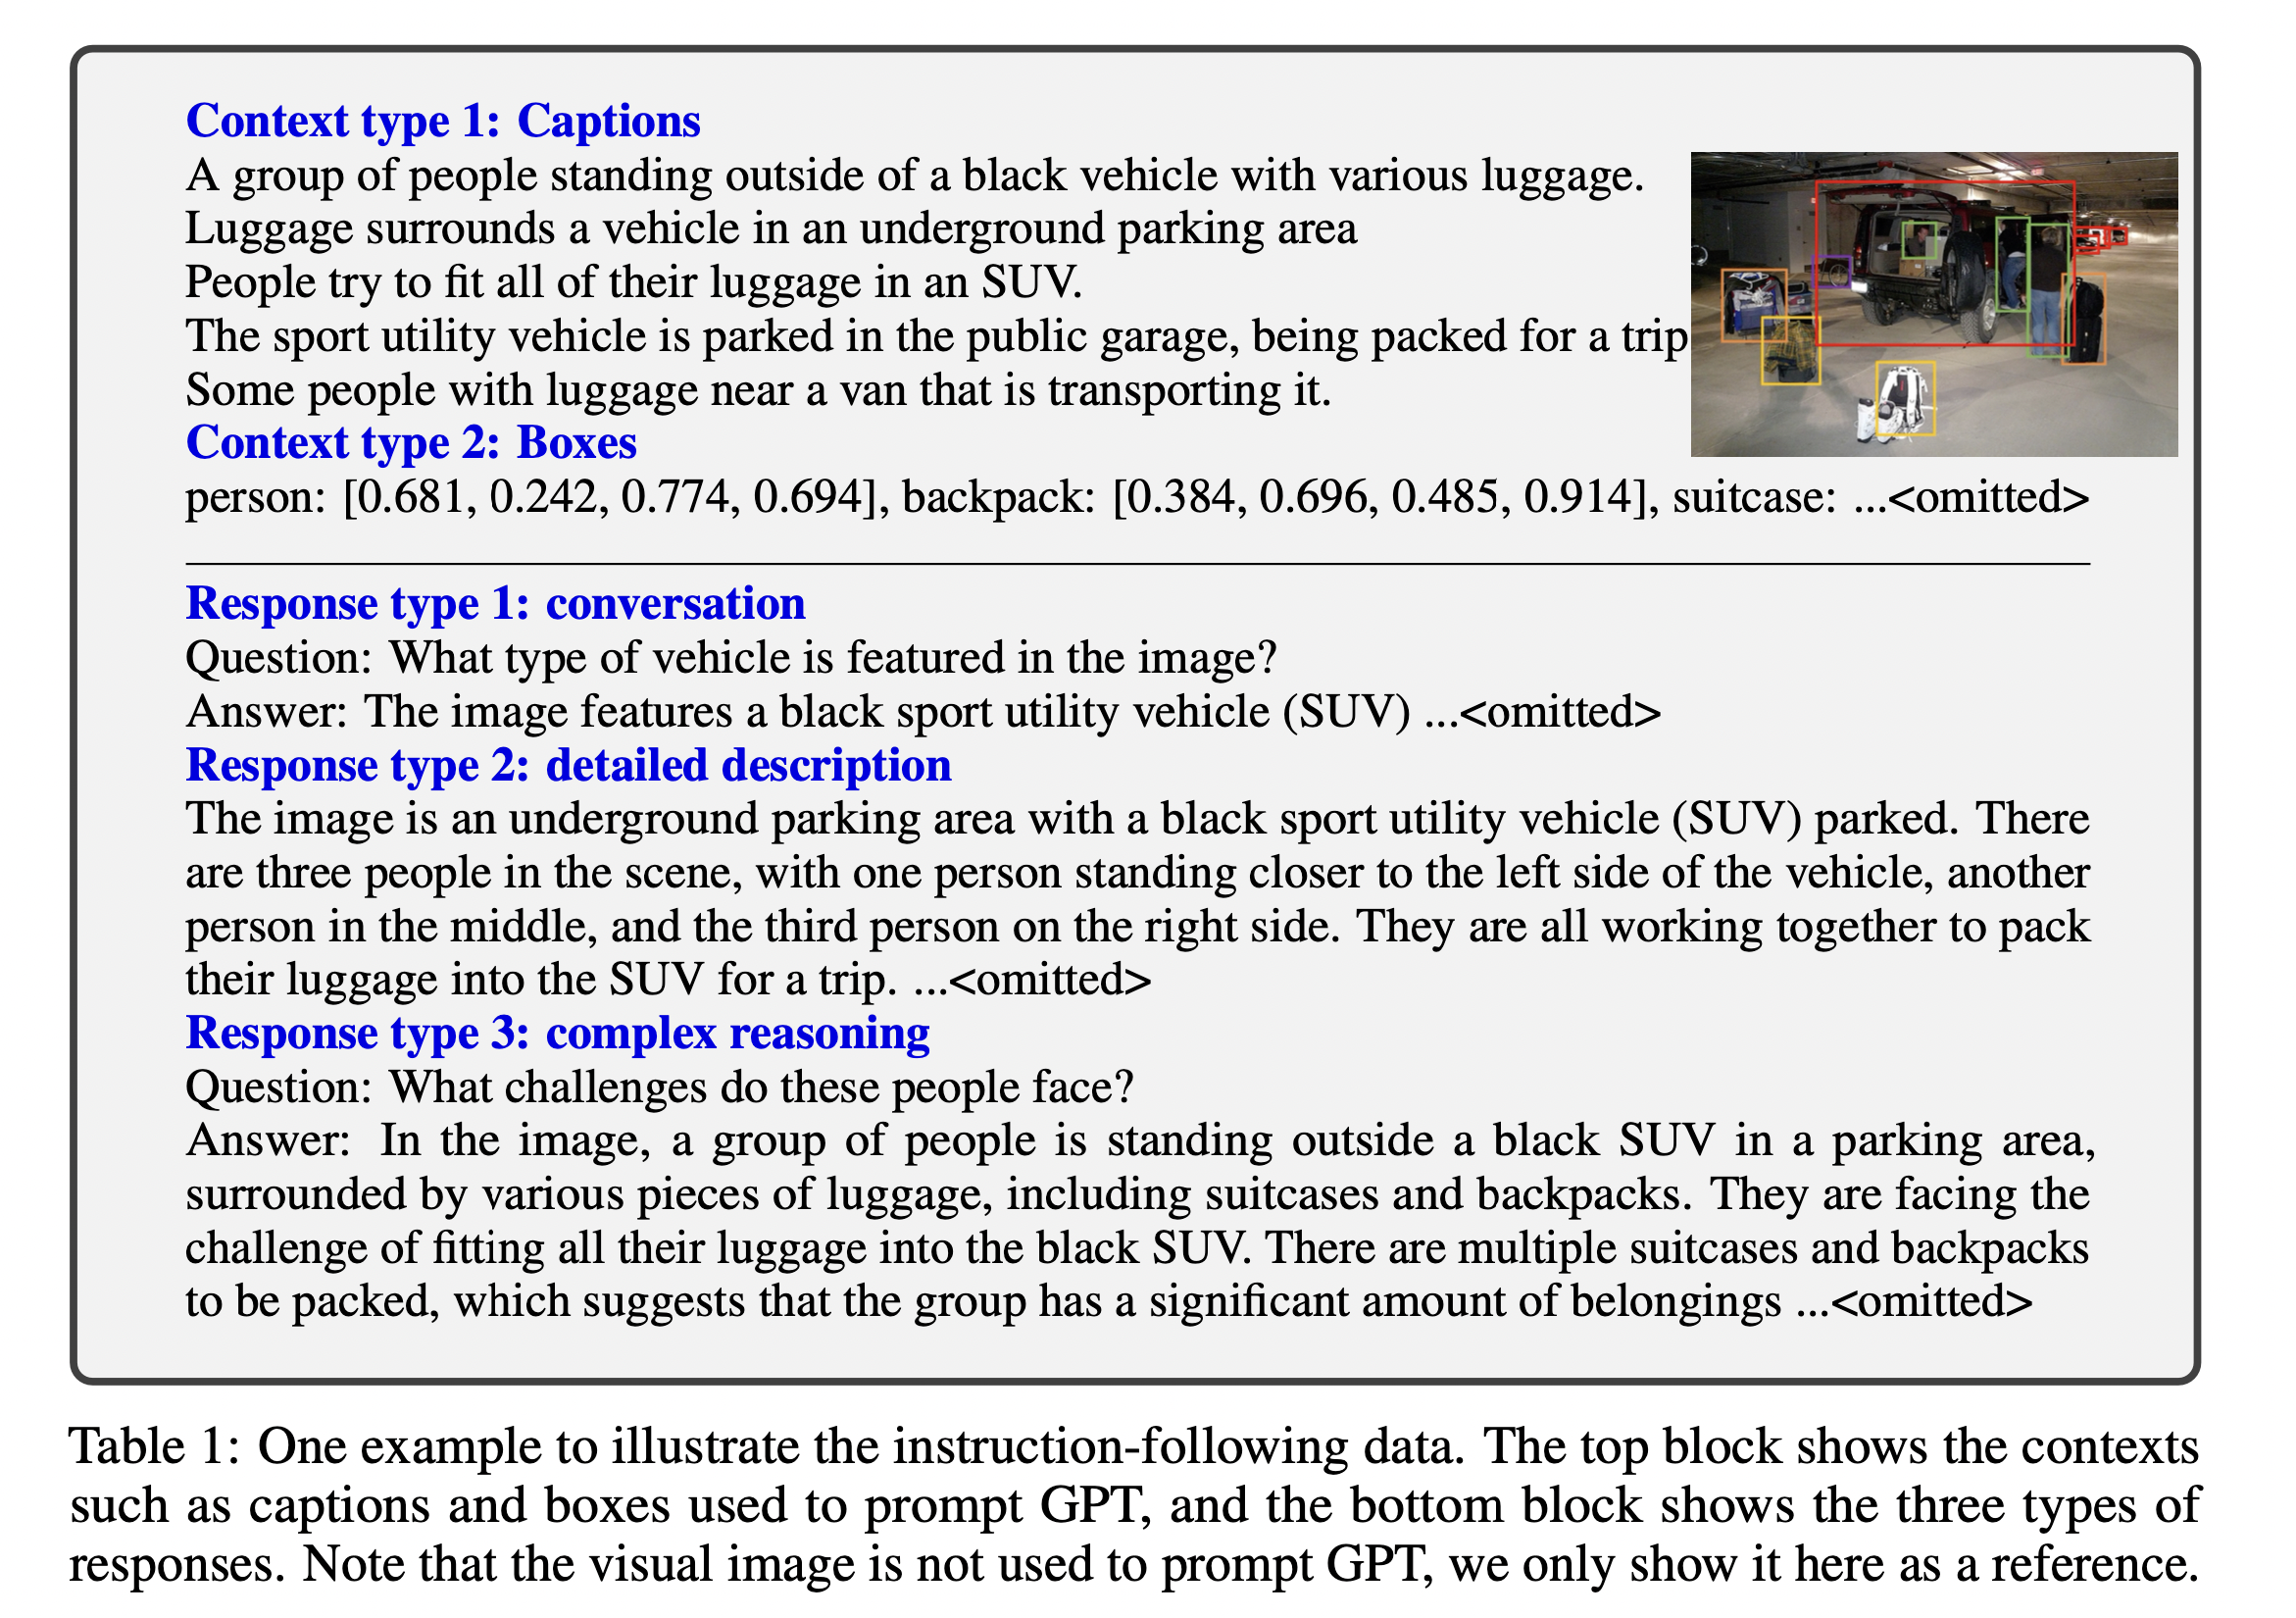 Context type 1: Captions
A group of people standing outside of a black vehicle with various luggage.
Luggage surrounds a vehicle in an underground parking area
People try to fit all of their luggage in an SUV.
The sport utility vehicle is parked in the public garage, being packed for a trip
Some people with luggage near a van that is transporting it.
Context type 2: Boxes
person: [0.681, 0.242, 0.774, 0.694], backpack: [0.384, 0.696, 0.485, 0.914], suitcase: ...<omitted>
Response type 1: conversation
Question: What type of vehicle is featured in the image?
Answer: The image features a black sport utility vehicle (SUV) ...<omitted>
Response type 2: detailed description
The image is an underground parking area with a black sport utility vehicle (SUV) parked. There
are three people in the scene, with one person standing closer to the left side of the vehicle, another
person in the middle, and the third person on the right side. They are all working together to pack
their luggage into the SUV for a trip. ...<omitted>
Response type 3: complex reasoning
Question: What challenges do these people face?
Answer: In the image, a group of people is standing outside a black SUV in a parking area,
surrounded by various pieces of luggage, including suitcases and backpacks. They are facing the
challenge of fitting all their luggage into the black SUV. There are multiple suitcases and backpacks
to be packed, which suggests that the group has a significant amount of belongings ...<omitted>
Table 1: One example to illustrate the instruction-following data. The top block shows the contexts
such as captions and boxes used to prompt GPT, and the bottom block shows the three types of
responses. Note that the visual image is not used to prompt GPT, we only show it here as a reference.